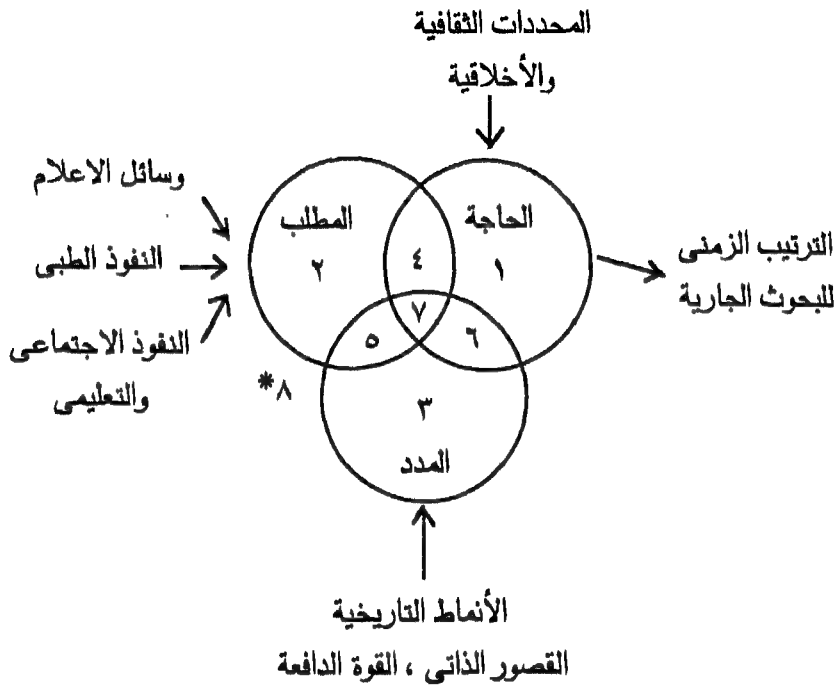 المحددات الثقافية
والأخلاقية
وسائل الاعلام
النفوذ الطبى
النفوذ الاجتماعى
والتعليمى
المطلب
٢
٤
الحاجة
١
الترتيب الزمنى
للبحوث الجارية
٧
٥
٦
*٨
٣
المدد
الأنماط التاريخية
القصور الذاتى ، القوة الدافعة